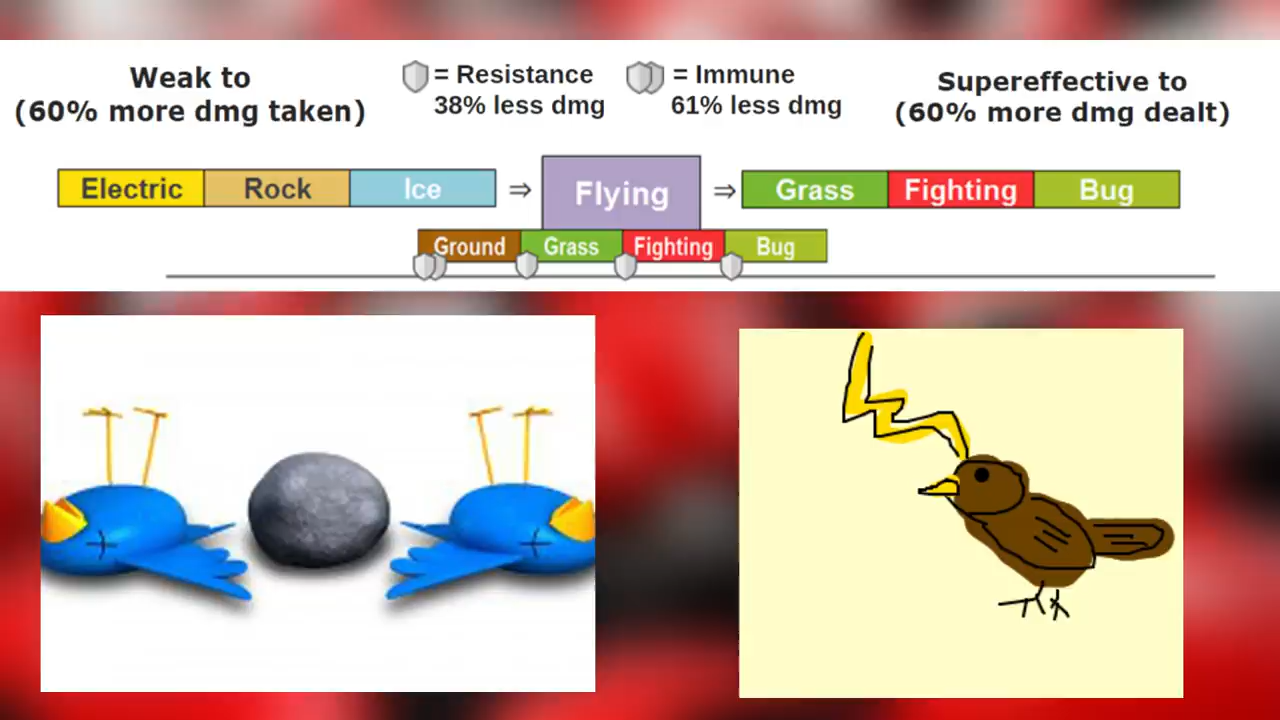 Weak to
(60% more dmg taken)
= Resistance
38% less dmg
= Immune
61% less dmg
Supereffective to
(60% more dmg dealt)
Electric Rock Ice ⇒ Flying ⇒ Grass Fighting Bug
Ground Grass Fighting Bug